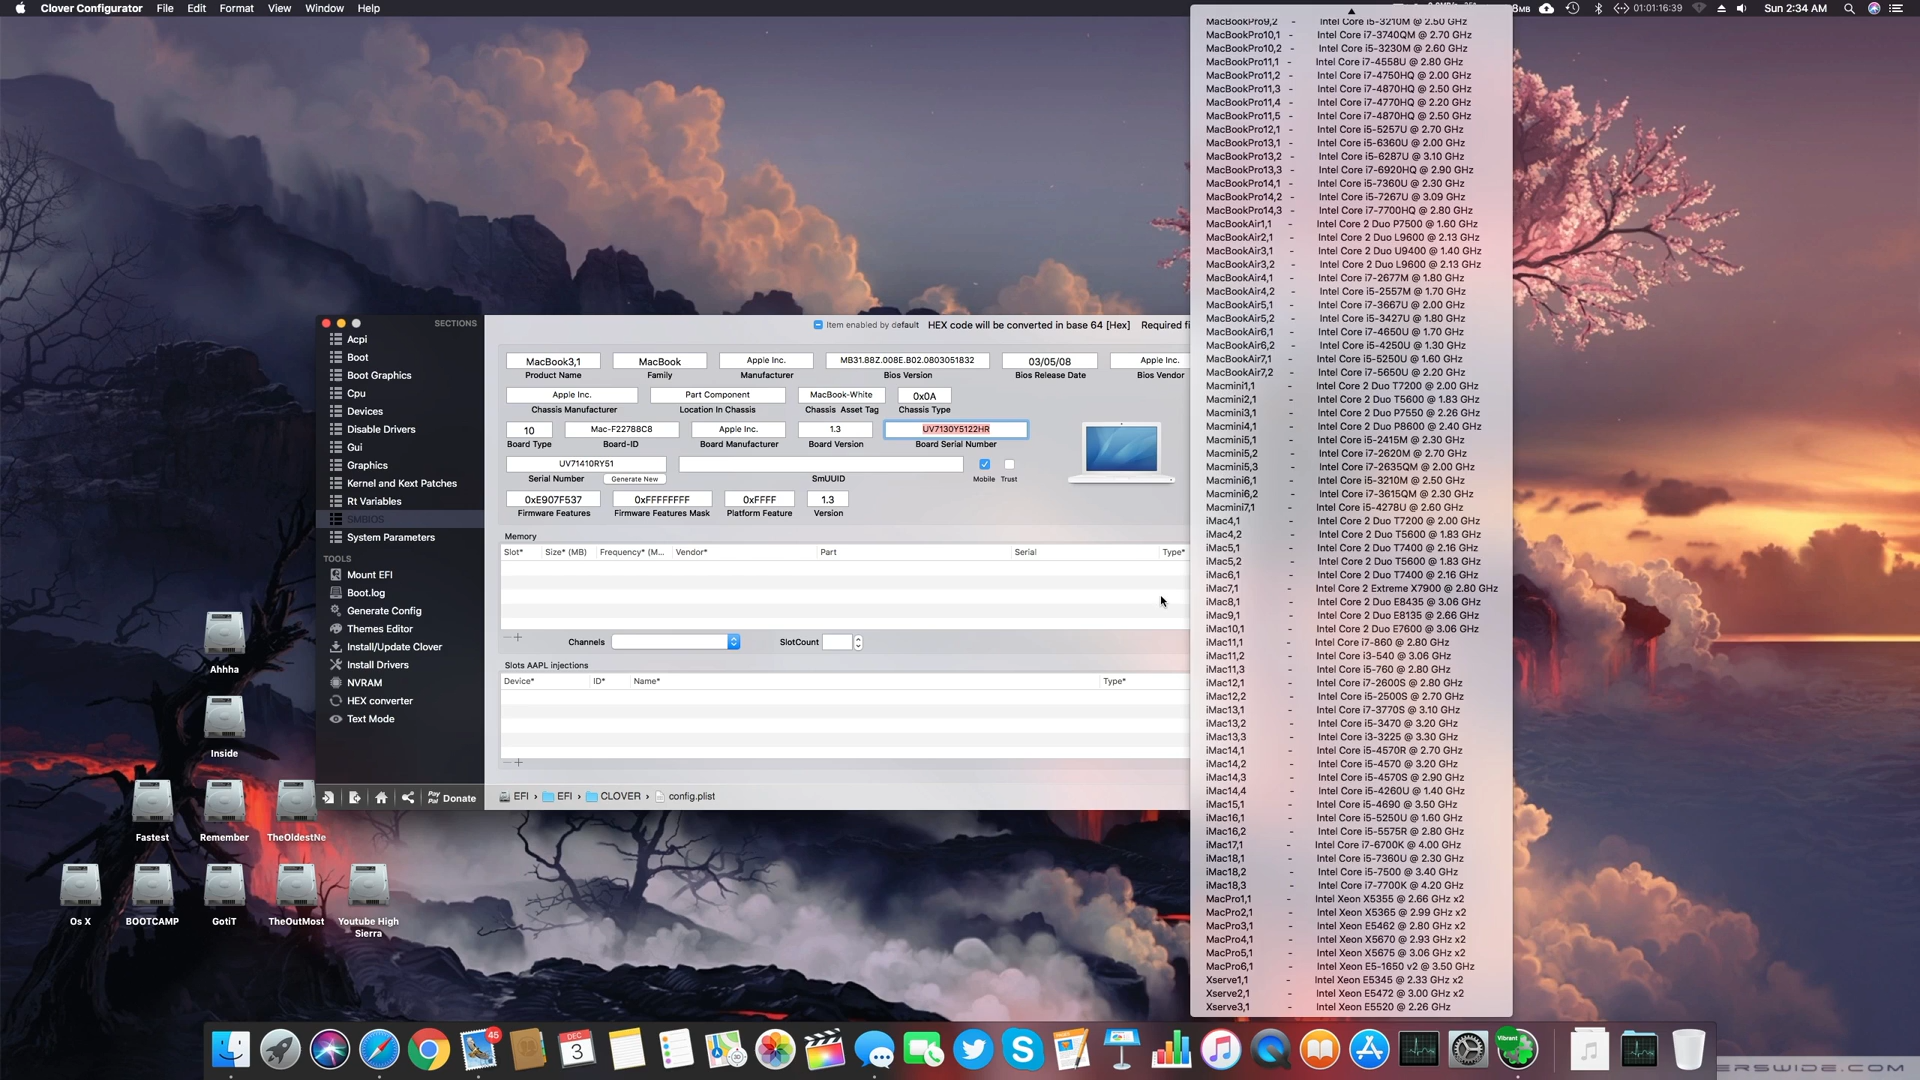 Clover Configurator File Edit Format View Window Help
01:01:16:39 Sun 2:34 AM
SECTIONS
Acpi
Boot
Boot Graphics
Cpu
Devices
Disable Drivers
Gui
Graphics
Kernel and Kext Patches
Rt Variables
SMBIOS
System Parameters
TOOLS
Mount EFI
Boot.log
Generate Config
Themes Editor
Install/Update Clover
Install Drivers
NVRAM
HEX converter
Text Mode
PayPal Donate
Item enabled by default HEX code will be converted in base 64 [Hex] Required fi
MacBook3,1 MacBook Apple Inc. MB31.88Z.008E.B02.0803051832 03/05/08 Apple Inc.
Product Name Family Manufacturer Bios Version Bios Release Date Bios Vendor
Apple Inc. Part Component MacBook-White 0x0A
Chassis Manufacturer Location In Chassis Chassis Asset Tag Chassis Type
10 Mac-F22788C8 Apple Inc. 1.3 UV7130Y5122HR
Board Type Board-ID Board Manufacturer Board Version Board Serial Number
UV71410RY51
Serial Number Generate New SmUUID Mobile Trust
0xE907F537 0xFFFFFFFF 0xFFFF 1.3
Firmware Features Firmware Features Mask Platform Feature Version
Memory
Slot* Size* (MB) Frequency* (M... Vendor* Part Serial Type*
Channels SlotCount
Slots AAPL injections
Device* ID* Name* Type*
EFI › EFI › CLOVER › config.plist
MacBookPro9,2 - Intel Core i5-3210M @ 2.50 GHz
MacBookPro10,1 - Intel Core i7-3740QM @ 2.70 GHz
MacBookPro10,2 - Intel Core i5-3230M @ 2.60 GHz
MacBookPro11,1 - Intel Core i7-4558U @ 2.80 GHz
MacBookPro11,2 - Intel Core i7-4750HQ @ 2.00 GHz
MacBookPro11,3 - Intel Core i7-4870HQ @ 2.50 GHz
MacBookPro11,4 - Intel Core i7-4770HQ @ 2.20 GHz
MacBookPro11,5 - Intel Core i7-4870HQ @ 2.50 GHz
MacBookPro12,1 - Intel Core i5-5257U @ 2.70 GHz
MacBookPro13,1 - Intel Core i5-6360U @ 2.00 GHz
MacBookPro13,2 - Intel Core i5-6287U @ 3.10 GHz
MacBookPro13,3 - Intel Core i7-6920HQ @ 2.90 GHz
MacBookPro14,1 - Intel Core i5-7360U @ 2.30 GHz
MacBookPro14,2 - Intel Core i5-7267U @ 3.09 GHz
MacBookPro14,3 - Intel Core i7-7700HQ @ 2.80 GHz
MacBookAir1,1 - Intel Core 2 Duo P7500 @ 1.60 GHz
MacBookAir2,1 - Intel Core 2 Duo L9600 @ 2.13 GHz
MacBookAir3,1 - Intel Core 2 Duo U9400 @ 1.40 GHz
MacBookAir3,2 - Intel Core 2 Duo L9600 @ 2.13 GHz
MacBookAir4,1 - Intel Core i7-2677M @ 1.80 GHz
MacBookAir4,2 - Intel Core i5-2557M @ 1.70 GHz
MacBookAir5,1 - Intel Core i7-3667U @ 2.00 GHz
MacBookAir5,2 - Intel Core i5-3427U @ 1.80 GHz
MacBookAir6,1 - Intel Core i7-4650U @ 1.70 GHz
MacBookAir6,2 - Intel Core i5-4250U @ 1.30 GHz
MacBookAir7,1 - Intel Core i5-5250U @ 1.60 GHz
MacBookAir7,2 - Intel Core i7-5650U @ 2.20 GHz
Macmini1,1 - Intel Core 2 Duo T7200 @ 2.00 GHz
Macmini2,1 - Intel Core 2 Duo T5600 @ 1.83 GHz
Macmini3,1 - Intel Core 2 Duo P7550 @ 2.26 GHz
Macmini4,1 - Intel Core 2 Duo P8600 @ 2.40 GHz
Macmini5,1 - Intel Core i5-2415M @ 2.30 GHz
Macmini5,2 - Intel Core i7-2620M @ 2.70 GHz
Macmini5,3 - Intel Core i7-2635QM @ 2.00 GHz
Macmini6,1 - Intel Core i5-3210M @ 2.50 GHz
Macmini6,2 - Intel Core i7-3615QM @ 2.30 GHz
Macmini7,1 - Intel Core i5-4278U @ 2.60 GHz
iMac4,1 - Intel Core 2 Duo T7200 @ 2.00 GHz
iMac4,2 - Intel Core 2 Duo T5600 @ 1.83 GHz
iMac5,1 - Intel Core 2 Duo T7400 @ 2.16 GHz
iMac5,2 - Intel Core 2 Duo T5600 @ 1.83 GHz
iMac6,1 - Intel Core 2 Duo T7400 @ 2.16 GHz
iMac7,1 - Intel Core 2 Extreme X7900 @ 2.80 GHz
iMac8,1 - Intel Core 2 Duo E8435 @ 3.06 GHz
iMac9,1 - Intel Core 2 Duo E8135 @ 2.66 GHz
iMac10,1 - Intel Core 2 Duo E7600 @ 3.06 GHz
iMac11,1 - Intel Core i7-860 @ 2.80 GHz
iMac11,2 - Intel Core i3-540 @ 3.06 GHz
iMac11,3 - Intel Core i5-760 @ 2.80 GHz
iMac12,1 - Intel Core i7-2600S @ 2.80 GHz
iMac12,2 - Intel Core i5-2500S @ 2.70 GHz
iMac13,1 - Intel Core i7-3770S @ 3.10 GHz
iMac13,2 - Intel Core i5-3470 @ 3.20 GHz
iMac13,3 - Intel Core i3-3225 @ 3.30 GHz
iMac14,1 - Intel Core i5-4570R @ 2.70 GHz
iMac14,2 - Intel Core i5-4570 @ 3.20 GHz
iMac14,3 - Intel Core i5-4570S @ 2.90 GHz
iMac14,4 - Intel Core i5-4260U @ 1.40 GHz
iMac15,1 - Intel Core i5-4690 @ 3.50 GHz
iMac16,1 - Intel Core i5-5250U @ 1.60 GHz
iMac16,2 - Intel Core i5-5575R @ 2.80 GHz
iMac17,1 - Intel Core i7-6700K @ 4.00 GHz
iMac18,1 - Intel Core i5-7360U @ 2.30 GHz
iMac18,2 - Intel Core i5-7500 @ 3.40 GHz
iMac18,3 - Intel Core i7-7700K @ 4.20 GHz
MacPro1,1 - Intel Xeon X5355 @ 2.66 GHz x2
MacPro2,1 - Intel Xeon X5365 @ 2.99 GHz x2
MacPro3,1 - Intel Xeon E5462 @ 2.80 GHz x2
MacPro4,1 - Intel Xeon X5670 @ 2.93 GHz x2
MacPro5,1 - Intel Xeon X5675 @ 3.06 GHz x2
MacPro6,1 - Intel Xeon E5-1650 v2 @ 3.50 GHz
Xserve1,1 - Intel Xeon E5345 @ 2.33 GHz x2
Xserve2,1 - Intel Xeon E5472 @ 3.00 GHz x2
Xserve3,1 - Intel Xeon E5520 @ 2.26 GHz
Ahhha
Inside
Fastest Remember TheOldestNe
Os X BOOTCAMP GotiT TheOutMost Youtube High
Sierra
45
DEC
3
Vibrant
ERSWIDE.COM